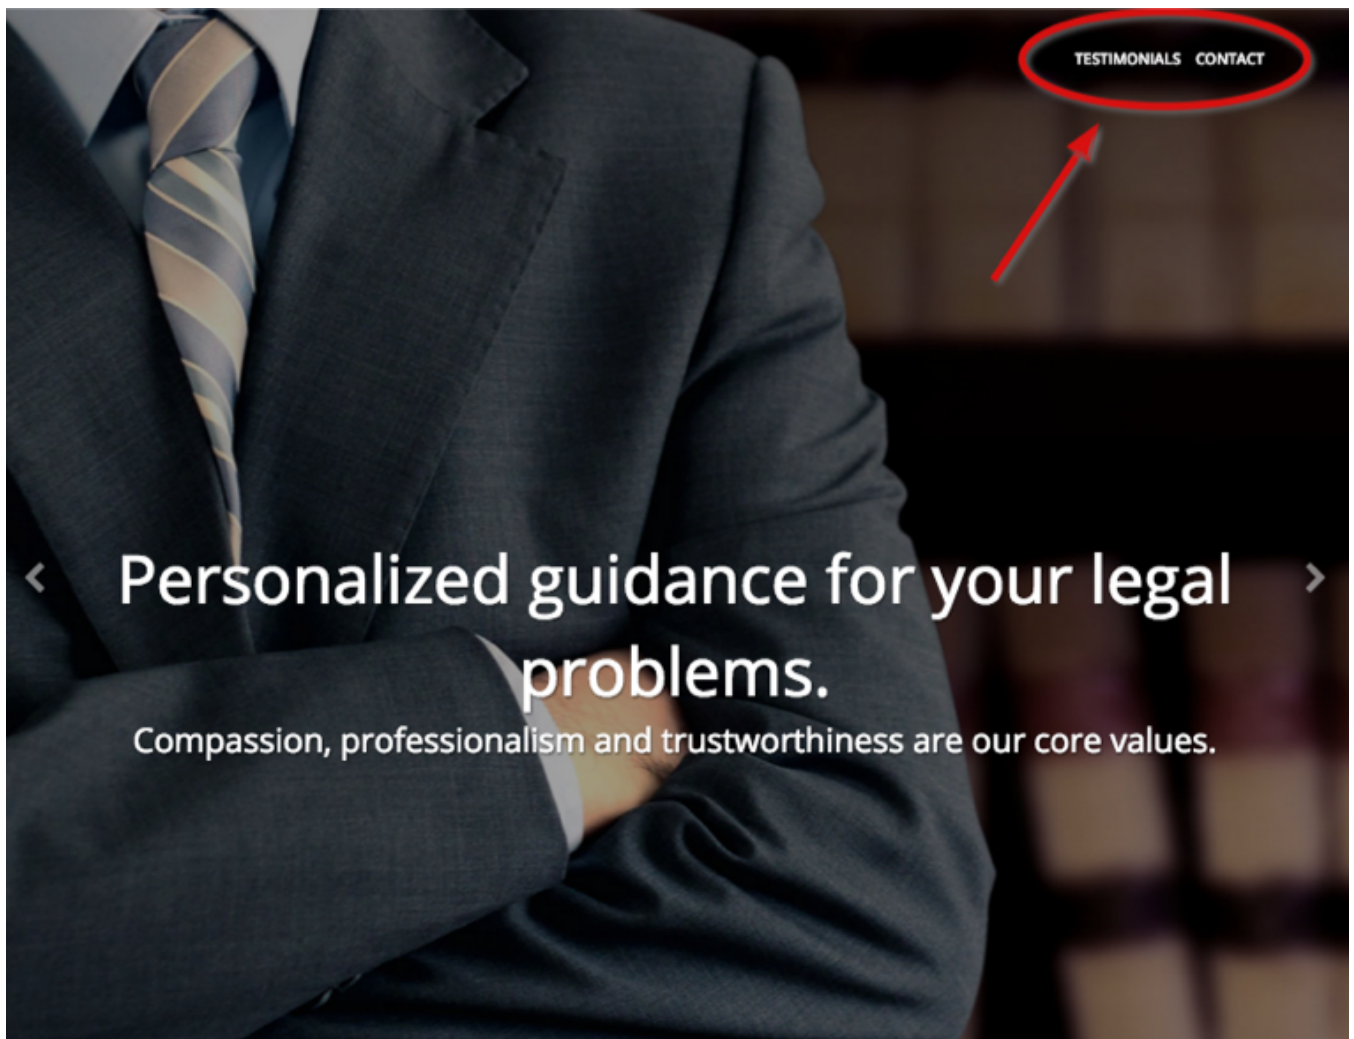 TESTIMONIALS CONTACT
Personalized guidance for your legal
problems.
Compassion, professionalism and trustworthiness are our core values.